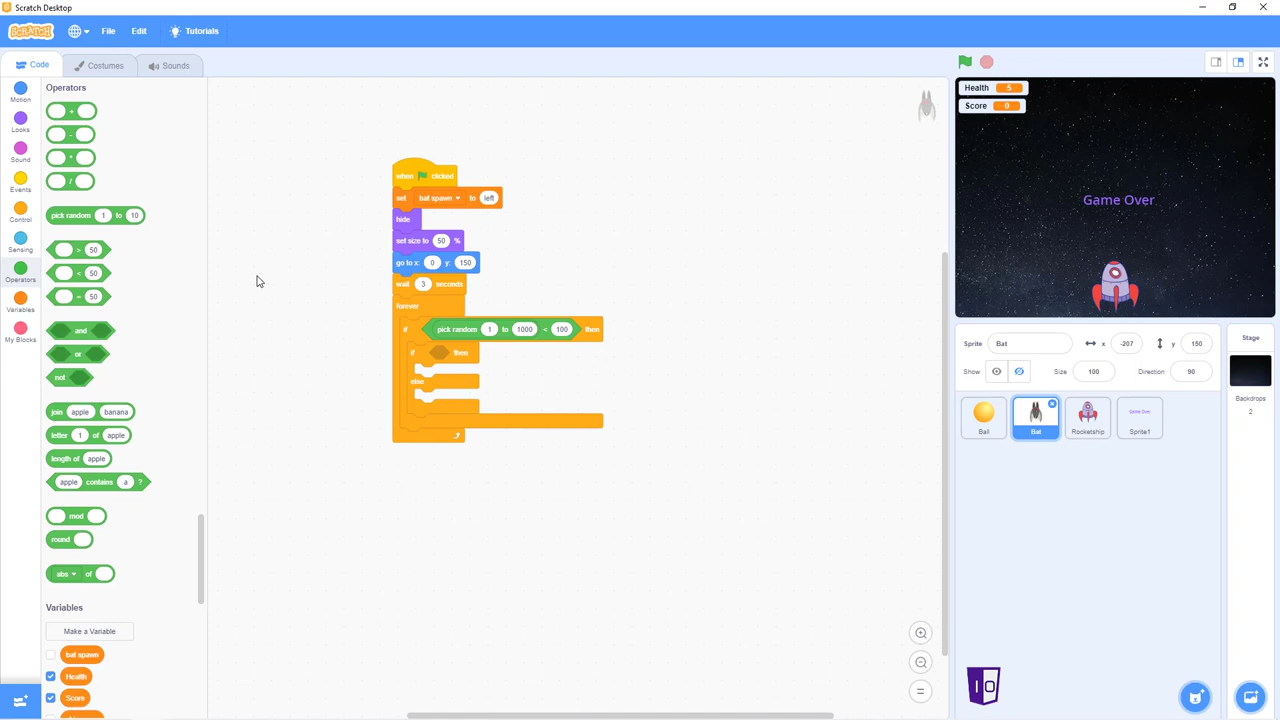 Scratch Desktop
SCRATCH File Edit Tutorials
Code Costumes Sounds
Motion
Looks
Sound
Events
Control
Sensing
Operators
Variables
My Blocks
Operators
+
-
*
/
pick random 1 to 10
> 50
< 50
= 50
and
or
not
join apple banana
letter 1 of apple
length of apple
apple contains a ?
mod
round
abs of
Variables
Make a Variable
bat spawn
Health
Score
when clicked
set bat spawn to left
hide
set size to 50 %
go to x: 0 y: 150
wait 3 seconds
forever
if pick random 1 to 1000 < 100 then
if then
else
Health 5
Score 0
Game Over
Sprite Bat x -207 y 150
Show Size 100 Direction 90
Ball
Bat
Rocketship
Game Over
Sprite1
Stage
Backdrops
2
IO